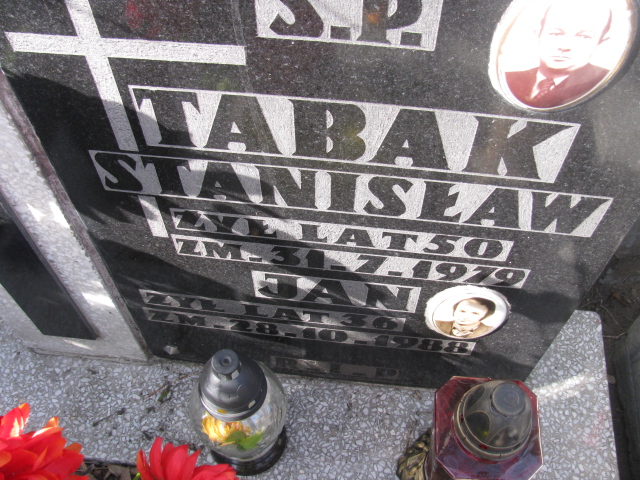 Ś.P.
TABAK
STANISŁAW
ŻYŁ LAT 50
ZM. 31-7-1979
JAN
ŻYŁ LAT 36
ZM-28-10-1988